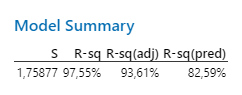 Model Summary
S R-sq R-sq(adj) R-sq(pred)
1,75877 97,55% 93,61% 82,59%